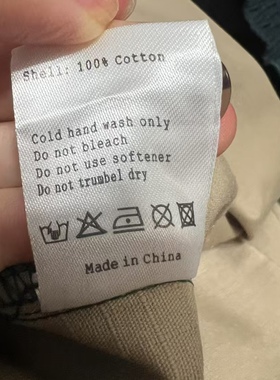 Shell: 100% Cotton
Cold hand wash only
Do not bleach
Do not use softener
Do not trumbel dry
Made in China